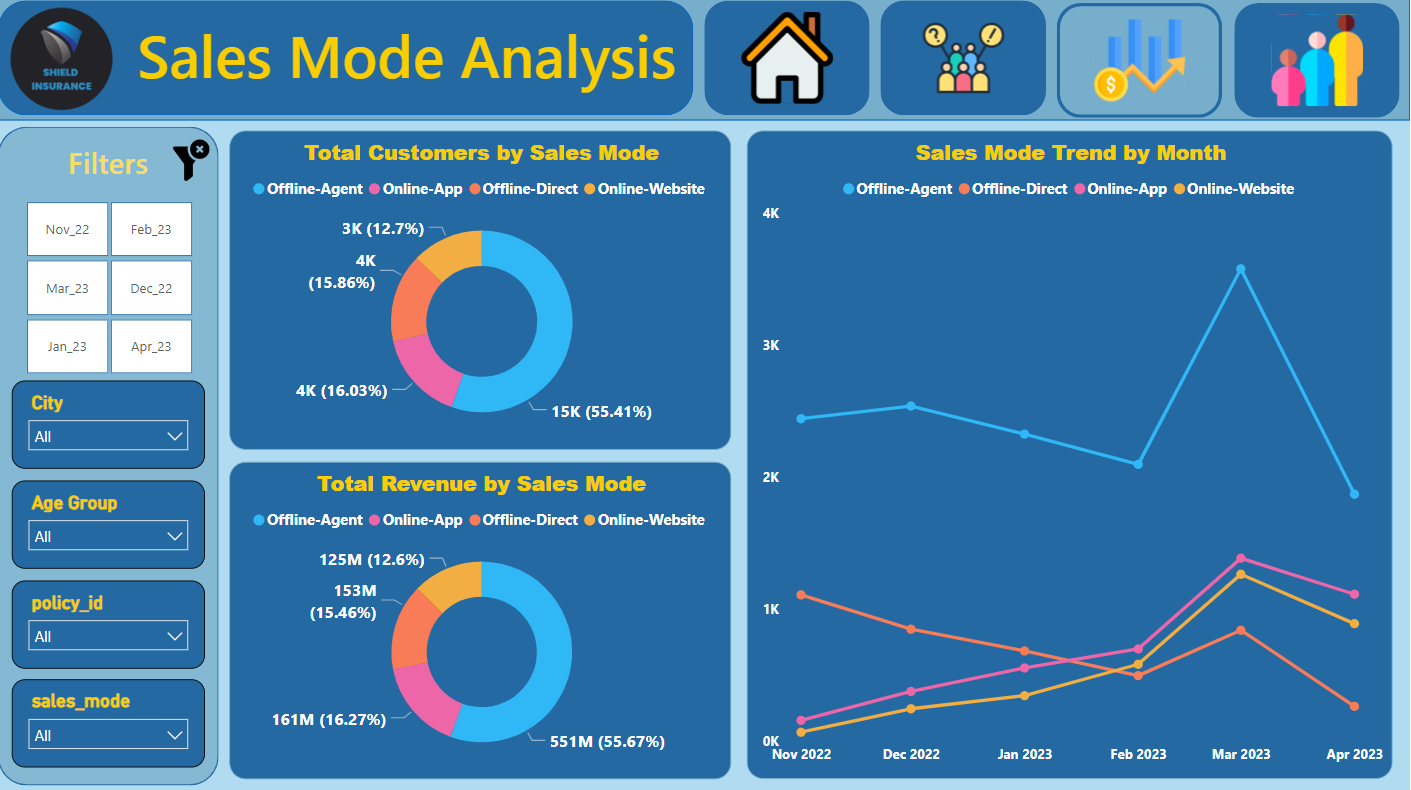 SHIELD
INSURANCE
Sales Mode Analysis
Filters
Nov_22
Feb_23
Mar_23
Dec_22
Jan_23
Apr_23
City
All
Age Group
All
policy_id
All
sales_mode
All
Total Customers by Sales Mode
Offline-Agent Online-App Offline-Direct Online-Website
3K (12.7%)
4K
(15.86%)
4K (16.03%)
15K (55.41%)
Total Revenue by Sales Mode
Offline-Agent Online-App Offline-Direct Online-Website
125M (12.6%)
153M
(15.46%)
161M (16.27%)
551M (55.67%)
Sales Mode Trend by Month
Offline-Agent Offline-Direct Online-App Online-Website
4K
3K
2K
1K
0K
Nov 2022 Dec 2022 Jan 2023 Feb 2023 Mar 2023 Apr 2023